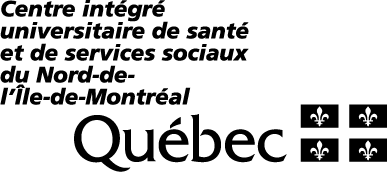 Centre intégré
universitaire de santé
et de services sociaux
du Nord-de-
l'Île-de-Montréal
Québec